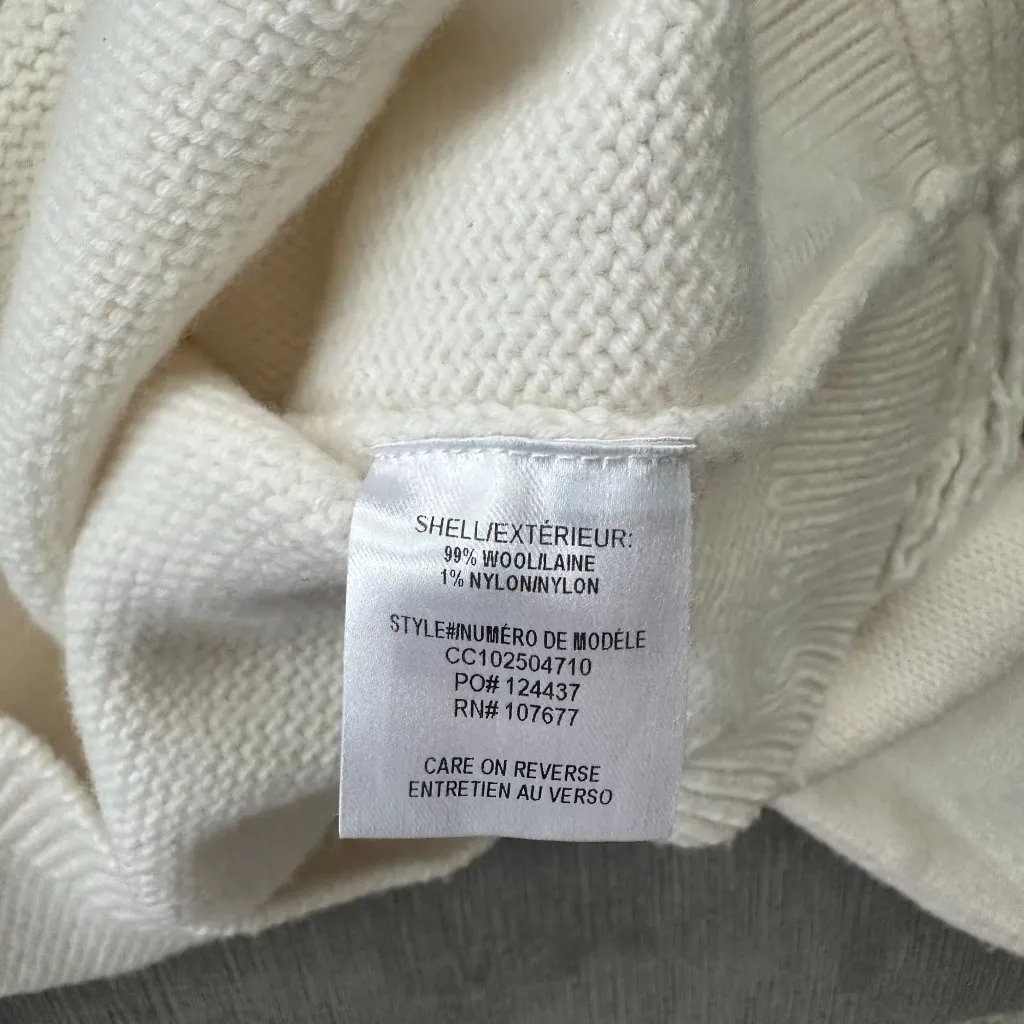 SHELL/EXTÉRIEUR:
99% WOOL/LAINE
1% NYLON/NYLON
STYLE#/NUMÉRO DE MODÉLE
CC102504710
PO# 124437
RN# 107677
CARE ON REVERSE
ENTRETIEN AU VERSO